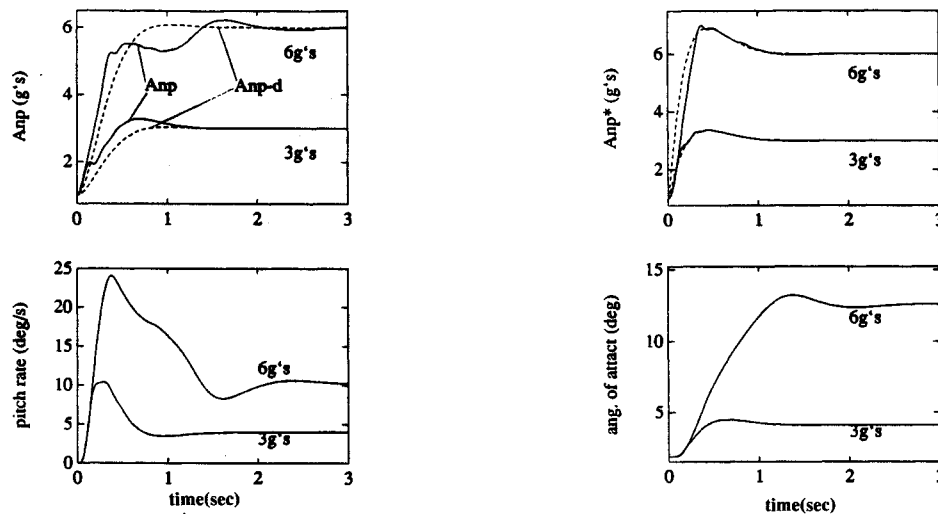 Anp (g's)
6
4
2
Anp
Anp-d
6g's
3g's
0 1 2 3
Anp* (g's)
6
4
2
6g's
3g's
0 1 2 3
pitch rate (deg/s)
25
20
15
10
5
0
6g's
3g's
0 1 2 3
time(sec)
ang. of attact (deg)
15
10
5
6g's
3g's
0 1 2 3
time(sec)